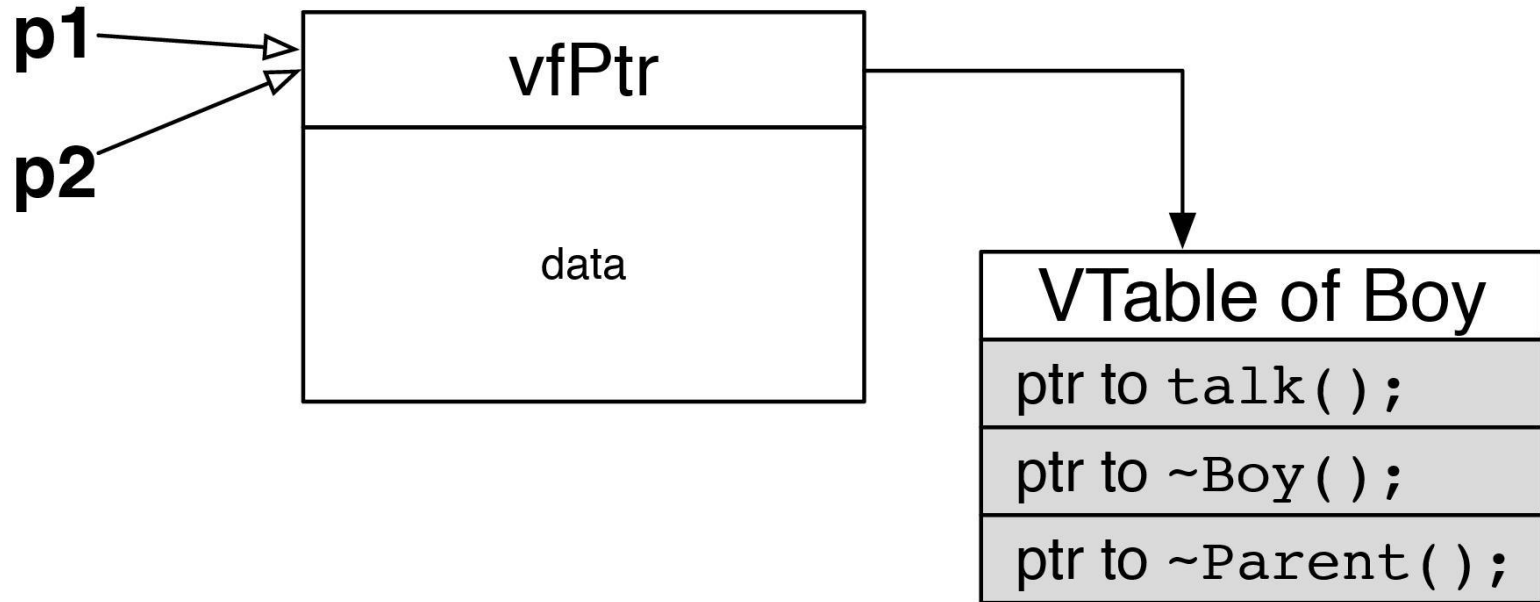 p1
vfPtr
p2
data
VTable of Boy
ptr to talk();
ptr to ~Boy();
ptr to ~Parent();